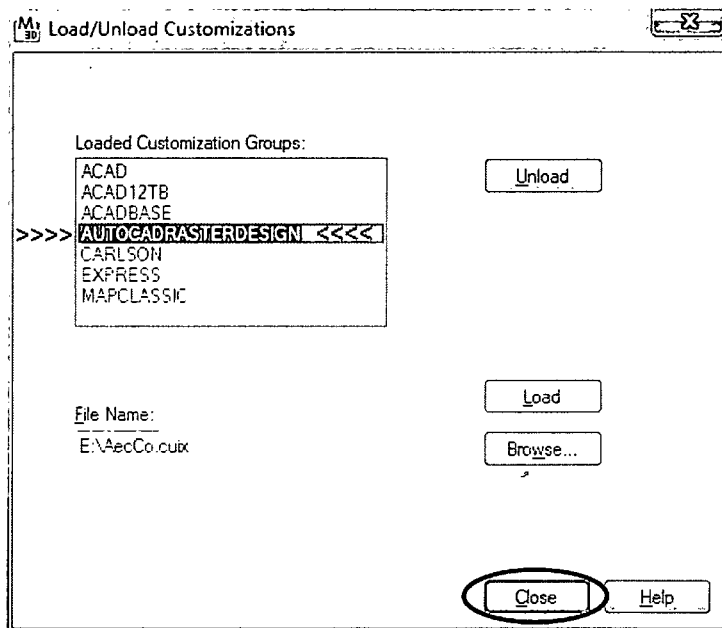 M 3D Load/Unload Customizations X
Loaded Customization Groups:
ACAD
ACAD12TB
ACADBASE
>>>> AUTOCADRASTERDESIGN <<<<
CARLSON
EXPRESS
MAPCLASSIC
Unload
File Name:
E:\AecCo.cuix
Load
Browse...
Close
Help